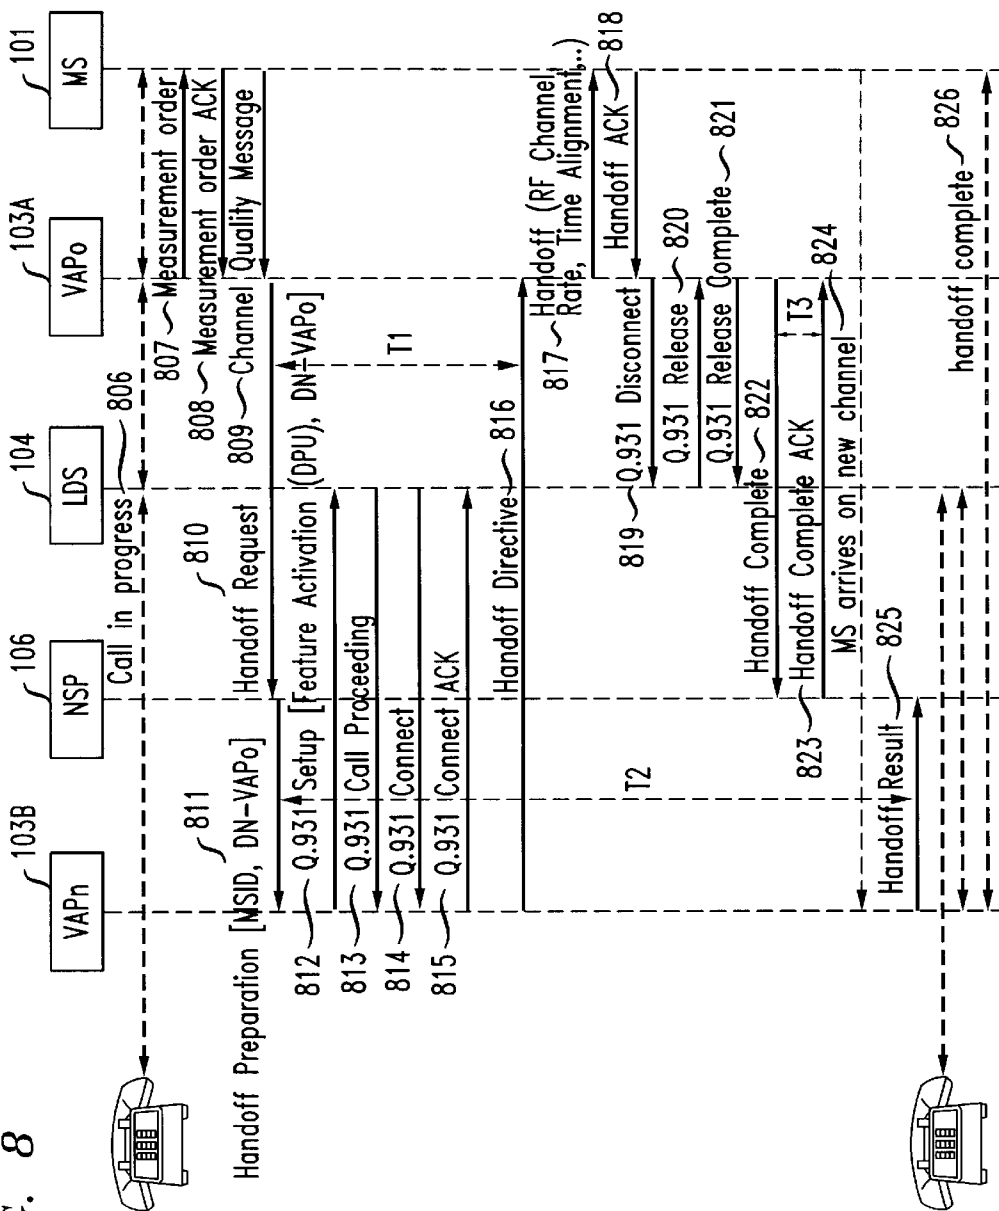 G. 8
103B
106
104
103A
101
VAPn
NSP
LDS
VAPo
MS
Call in progress 806
807 Measurement order
808 Measurement order ACK
809 Channel Quality Message
810
Handoff Request
811
Handoff Preparation [MSID, DN-VAPo]
812 Q.931 Setup [Feature Activation (DPU), DN-VAPo]
813 Q.931 Call Proceeding
814 Q.931 Connect
815 Q.931 Connect ACK
T1
Handoff Directive 816
817 Handoff (RF Channel,
Rate, Time Alignment,..)
Handoff ACK 818
819 Q.931 Disconnect
Q.931 Release 820
Q.931 Release Complete 821
Handoff Complete 822
T3
823 Handoff Complete ACK
T2
MS arrives on new channel 824
Handoff Result 825
handoff complete 826